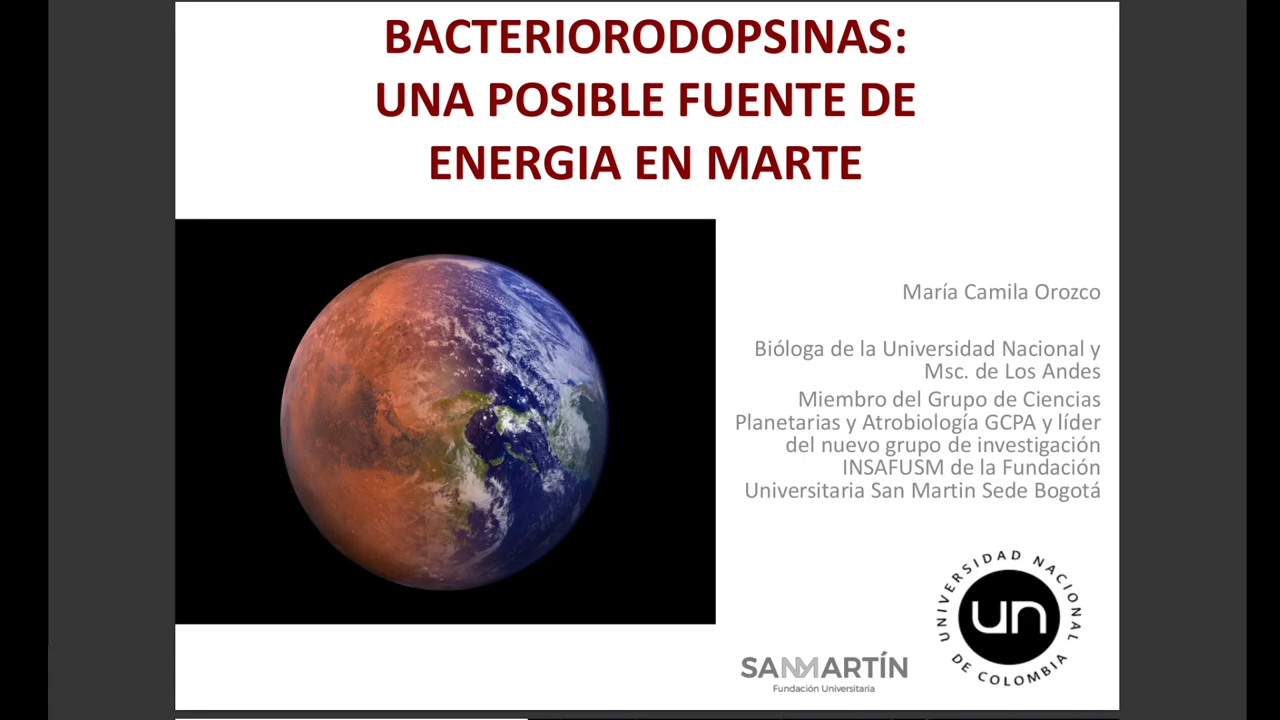 BACTERIORODOPSINAS:
UNA POSIBLE FUENTE DE
ENERGIA EN MARTE
María Camila Orozco
Bióloga de la Universidad Nacional y
Msc. de Los Andes
Miembro del Grupo de Ciencias
Planetarias y Atrobiología GCPA y líder
del nuevo grupo de investigación
INSAFUSM de la Fundación
Universitaria San Martin Sede Bogotá
SANMARTÍN
Fundación Universitaria
UNIVERSIDAD NACIONAL
un
DE COLOMBIA